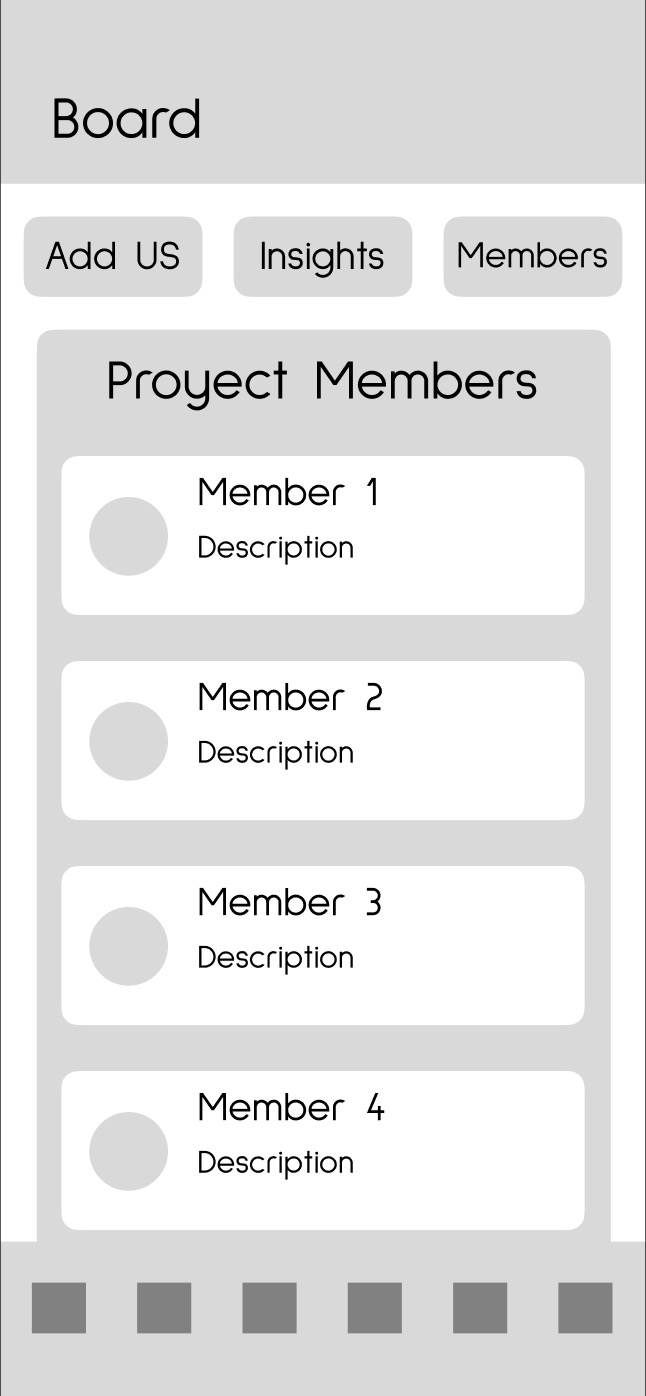 Board
Add US
Insights
Members
Proyect Members
Member 1
Description
Member 2
Description
Member 3
Description
Member 4
Description